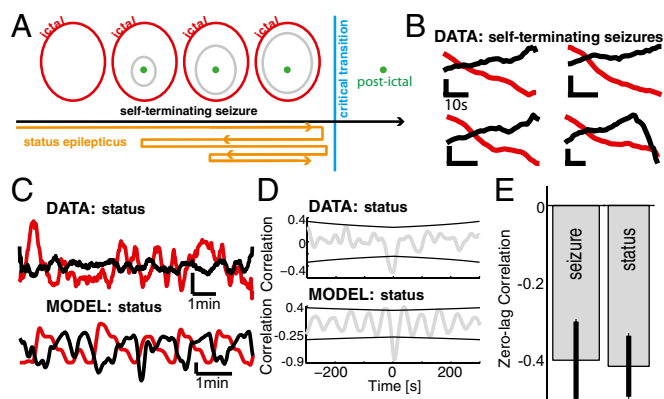 A
ictal
ictal
ictal
ictal
critical transition
post-ictal
self-terminating seizure
status epilepticus
B
DATA: self-terminating seizures
10s
C
DATA: status
1min
MODEL: status
1min
D
DATA: status
Correlation
0.4
0
-0.4
MODEL: status
Correlation
0.4
-0.25
-0.9
-200
0
200
Time [s]
E
Zero-lag Correlation
0
-0.2
-0.4
seizure
status